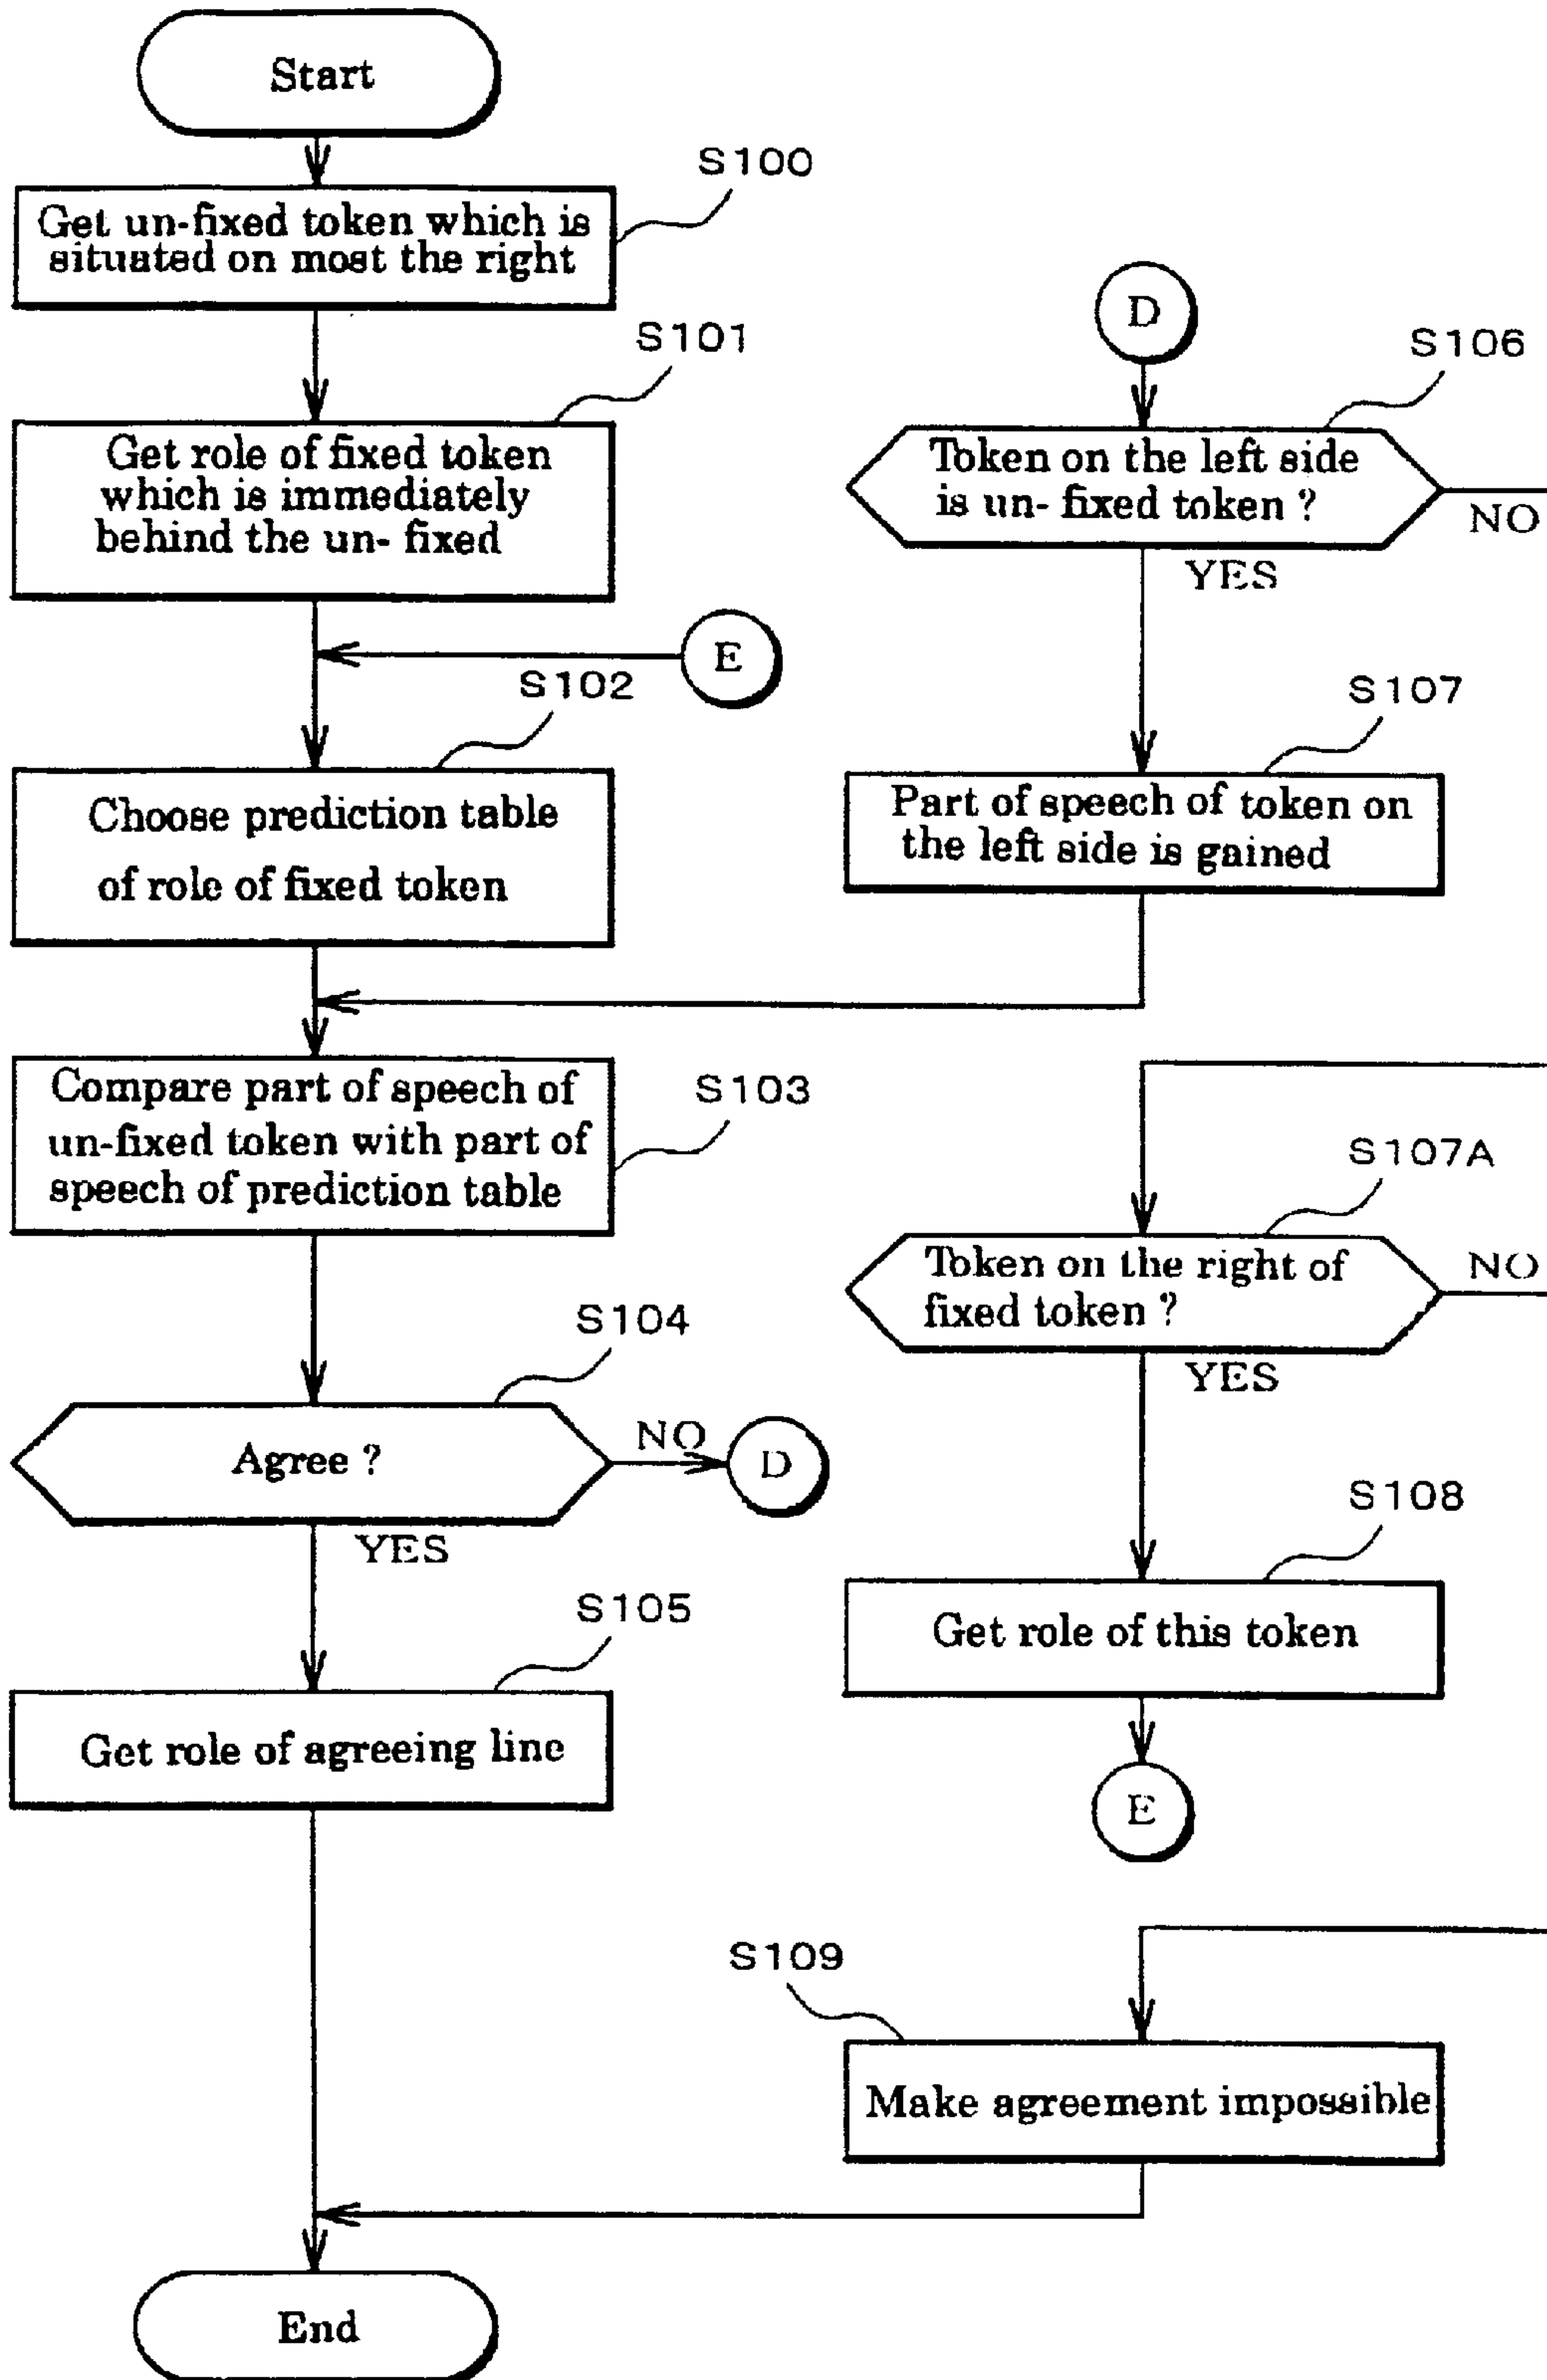 Start
S100
Get un-fixed token which is
situated on most the right
S101
Get role of fixed token
which is immediately
behind the un- fixed
E
S102
Choose prediction table
of role of fixed token
S103
Compare part of speech of
un-fixed token with part of
speech of prediction table
S104
Agree ?
NO
D
YES
S105
Get role of agreeing line
End
D
S106
Token on the left side
is un- fixed token ?
NO
YES
S107
Part of speech of token on
the left side is gained
S107A
Token on the right of
fixed token ?
NO
YES
S108
Get role of this token
E
S109
Make agreement impossible